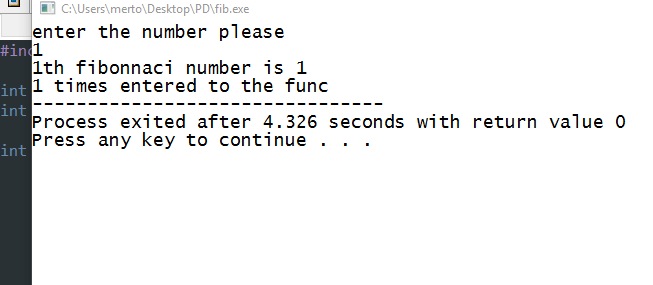 C:\Users\merto\Desktop\PD\fib.exe
enter the number please
1
1th fibonnaci number is 1
1 times entered to the func
--------------------------------
Process exited after 4.326 seconds with return value 0
Press any key to continue . . .
#inc
int
int
int